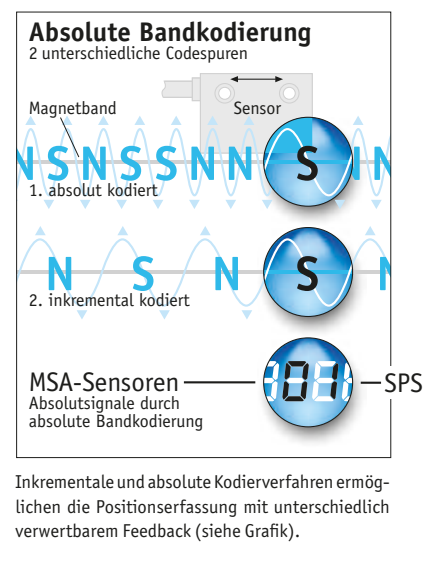 Absolute Bandkodierung
2 unterschiedliche Codespuren
Magnetband Sensor
N S N S S N N S I N
1. absolut kodiert
N S N S N
2. inkremental kodiert
01
MSA-Sensoren SPS
Absolutsignale durch
absolute Bandkodierung
Inkrementale und absolute Kodierverfahren ermög-
lichen die Positionserfassung mit unterschiedlich
verwertbarem Feedback (siehe Grafik).